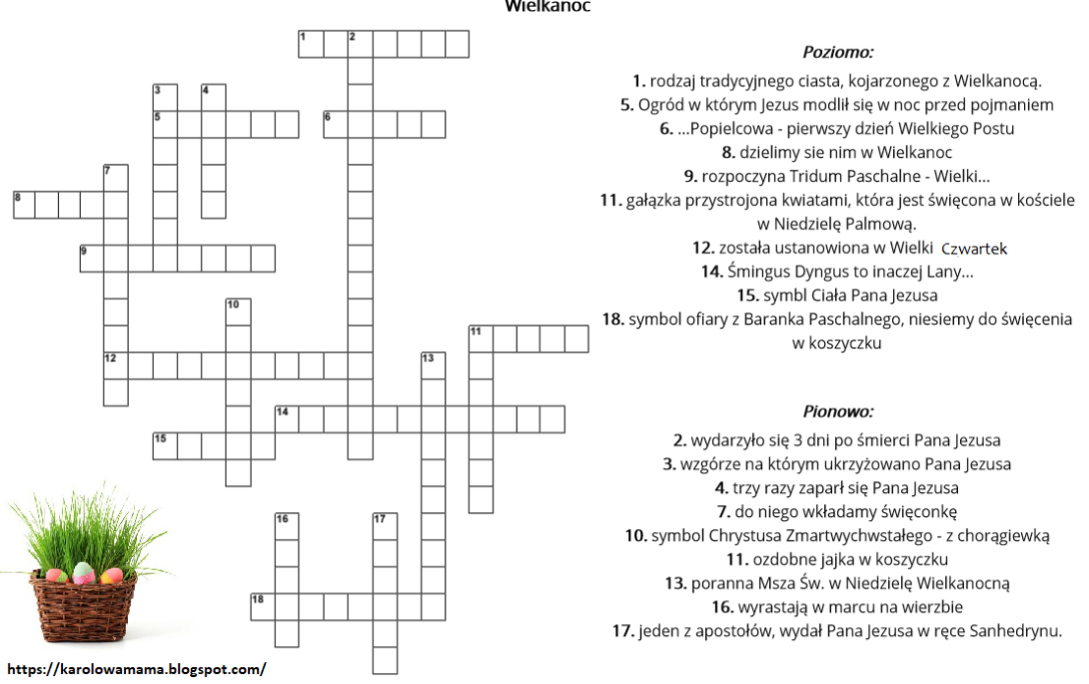 Wielkanoc
1 2
3 4
5 6
7
8
9
10
11
12 13
14
15
16 17
18
Poziomo:
1. rodzaj tradycyjnego ciasta, kojarzonego z Wielkanocą.
5. Ogród w którym Jezus modlił się w noc przed pojmaniem
6. ...Popielcowa - pierwszy dzień Wielkiego Postu
8. dzielimy sie nim w Wielkanoc
9. rozpoczyna Tridum Paschalne - Wielki...
11. gałązka przystrojona kwiatami, która jest święcona w kościele
w Niedzielę Palmową.
12. została ustanowiona w Wielki Czwartek
14. Śmingus Dyngus to inaczej Lany...
15. symbl Ciała Pana Jezusa
18. symbol ofiary z Baranka Paschalnego, niesiemy do święcenia
w koszyczku
Pionowo:
2. wydarzyło się 3 dni po śmierci Pana Jezusa
3. wzgórze na którym ukrzyżowano Pana Jezusa
4. trzy razy zaparł się Pana Jezusa
7. do niego wkładamy święconkę
10. symbol Chrystusa Zmartwychwstałego - z chorągiewką
11. ozdobne jajka w koszyczku
13. poranna Msza Św. w Niedzielę Wielkanocną
16. wyrastają w marcu na wierzbie
17. jeden z apostołów, wydał Pana Jezusa w ręce Sanhedrynu.
https://karolowamama.blogspot.com/